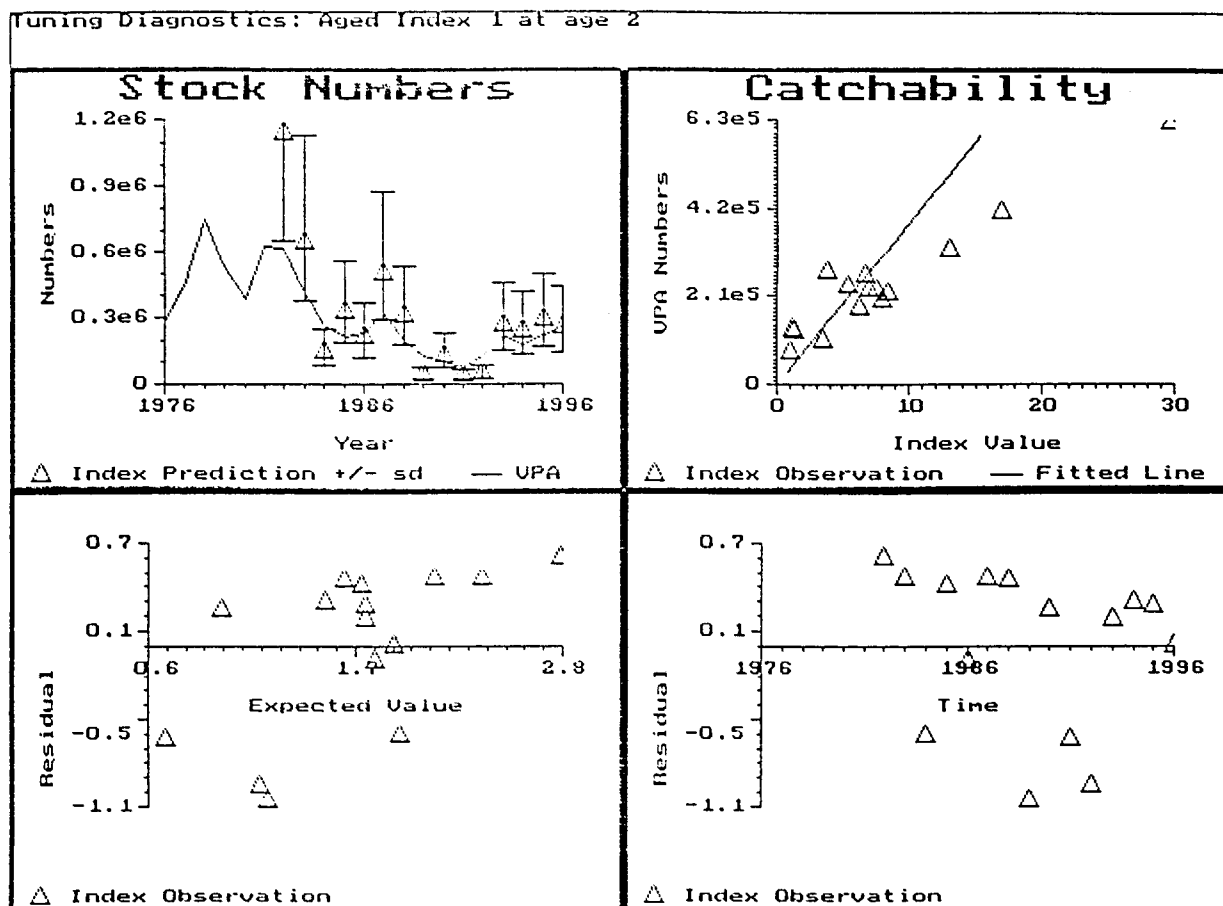 Tuning Diagnostics: Aged Index 1 at age 2
Stock Numbers
1.2e6
0.9e6
0.6e6
0.3e6
0
Numbers
1976 1986 1996
Year
Index Prediction +/- sd VPA
Catchability
6.3e5
4.2e5
2.1e5
0
VPA Numbers
0 10 20 30
Index Value
Index Observation Fitted Line
0.7
0.1
-0.5
-1.1
Residual
0.6 1.7 2.8
Expected Value
Index Observation
0.7
0.1
-0.5
-1.1
Residual
1976 1986 1996
Time
Index Observation